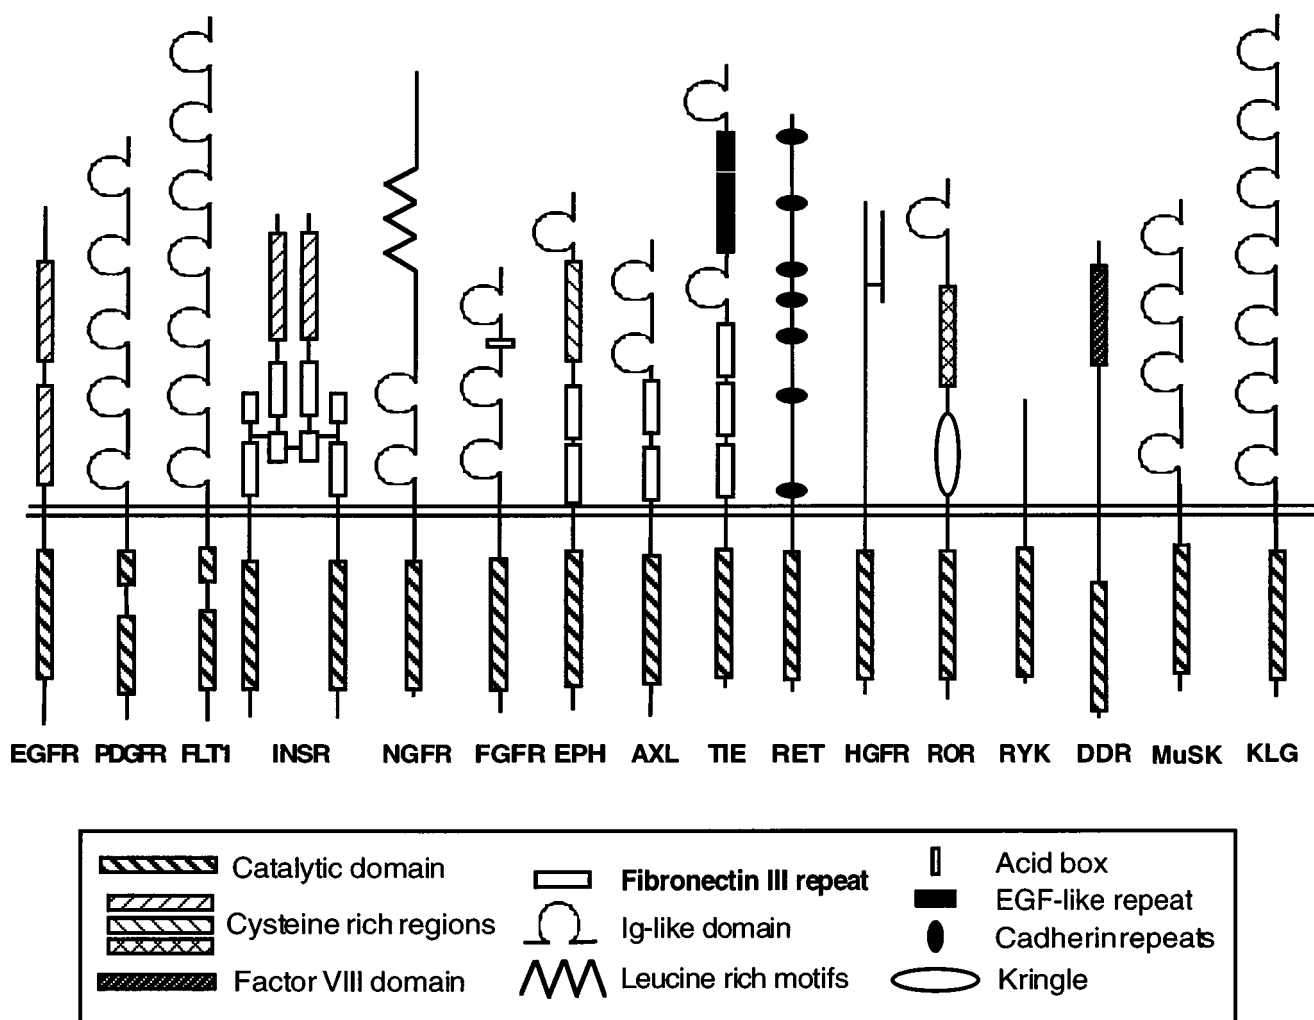 EGFR PDGFR FLT1 INSR NGFR FGFR EPH AXL TIE RET HGFR ROR RYK DDR MuSK KLG
Catalytic domain
Cysteine rich regions
Factor VIII domain
Fibronectin III repeat
Ig-like domain
Leucine rich motifs
Acid box
EGF-like repeat
Cadherin repeats
Kringle